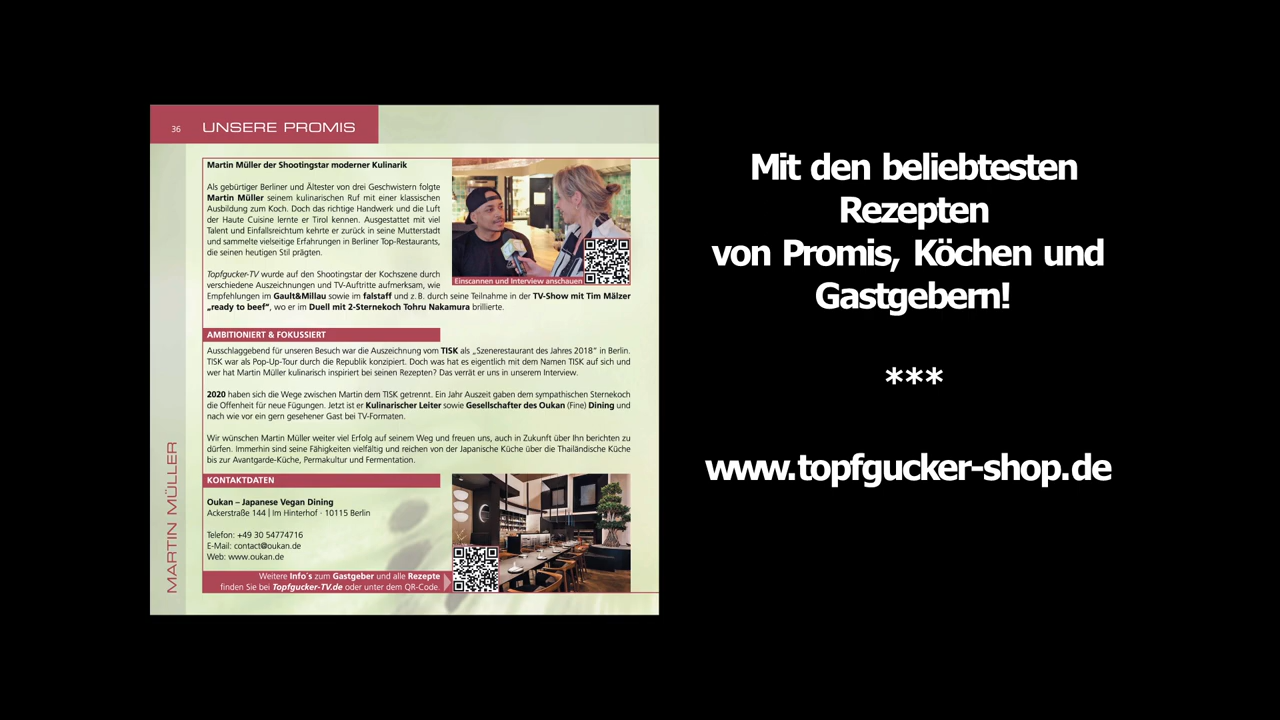 36 UNSERE PROMIS
Martin Müller der Shootingstar moderner Kulinarik
Als gebürtiger Berliner und Ältester von drei Geschwistern folgte
Martin Müller seinem kulinarischen Ruf mit einer klassischen
Ausbildung zum Koch. Doch das richtige Handwerk und die Luft
der Haute Cuisine lernte er Tirol kennen. Ausgestattet mit viel
Talent und Einfallsreichtum kehrte er zurück in seine Mutterstadt
und sammelte vielseitige Erfahrungen in Berliner Top-Restaurants,
die seinen heutigen Stil prägten.
Topfgucker-TV wurde auf den Shootingstar der Kochszene durch
verschiedene Auszeichnungen und TV-Auftritte aufmerksam, wie
Empfehlungen im Gault&Millau sowie im falstaff und z. B. durch seine Teilnahme in der TV-Show mit Tim Mälzer
„ready to beef“, wo er im Duell mit 2-Sternekoch Tohru Nakamura brillierte.
Einscannen und Interview anschauen
AMBITIONIERT & FOKUSSIERT
Ausschlaggebend für unseren Besuch war die Auszeichnung vom TISK als „Szenerestaurant des Jahres 2018“ in Berlin.
TISK war als Pop-Up-Tour durch die Republik konzipiert. Doch was hat es eigentlich mit dem Namen TISK auf sich und
wer hat Martin Müller kulinarisch inspiriert bei seinen Rezepten? Das verrät er uns in unserem Interview.
2020 haben sich die Wege zwischen Martin dem TISK getrennt. Ein Jahr Auszeit gaben dem sympathischen Sternekoch
die Offenheit für neue Fügungen. Jetzt ist er Kulinarischer Leiter sowie Gesellschafter des Oukan (Fine) Dining und
nach wie vor ein gern gesehener Gast bei TV-Formaten.
Wir wünschen Martin Müller weiter viel Erfolg auf seinem Weg und freuen uns, auch in Zukunft über Ihn berichten zu
dürfen. Immerhin sind seine Fähigkeiten vielfältig und reichen von der Japanische Küche über die Thailändische Küche
bis zur Avantgarde-Küche, Permakultur und Fermentation.
KONTAKTDATEN
Oukan – Japanese Vegan Dining
Ackerstraße 144 | Im Hinterhof · 10115 Berlin
Telefon: +49 30 54774716
E-Mail: contact@oukan.de
Web: www.oukan.de
Weitere Info´s zum Gastgeber und alle Rezepte
finden Sie bei Topfgucker-TV.de oder unter dem QR-Code.
MARTIN MÜLLER
Mit den beliebtesten
Rezepten
von Promis, Köchen und
Gastgebern!
***
www.topfgucker-shop.de